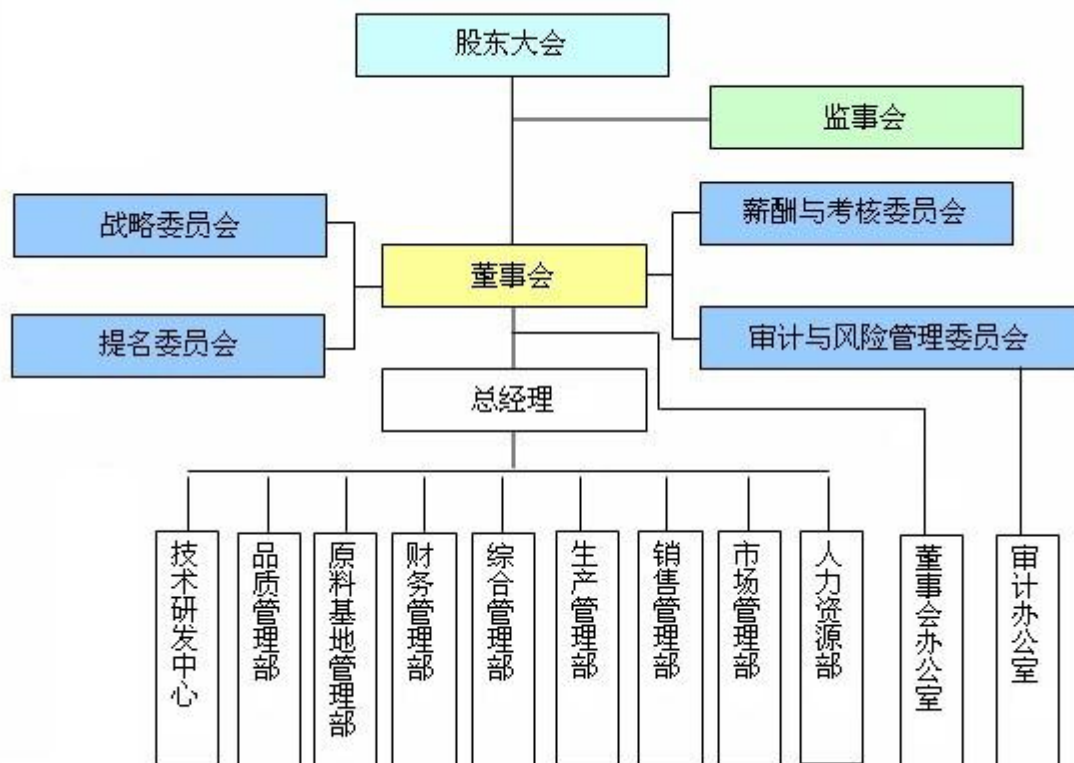 股东大会
监事会
战略委员会
薪酬与考核委员会
董事会
提名委员会
审计与风险管理委员会
总经理
技术研发中心
品质管理部
原料基地管理部
财务管理部
综合管理部
生产管理部
销售管理部
市场管理部
人力资源部
董事会办公室
审计办公室